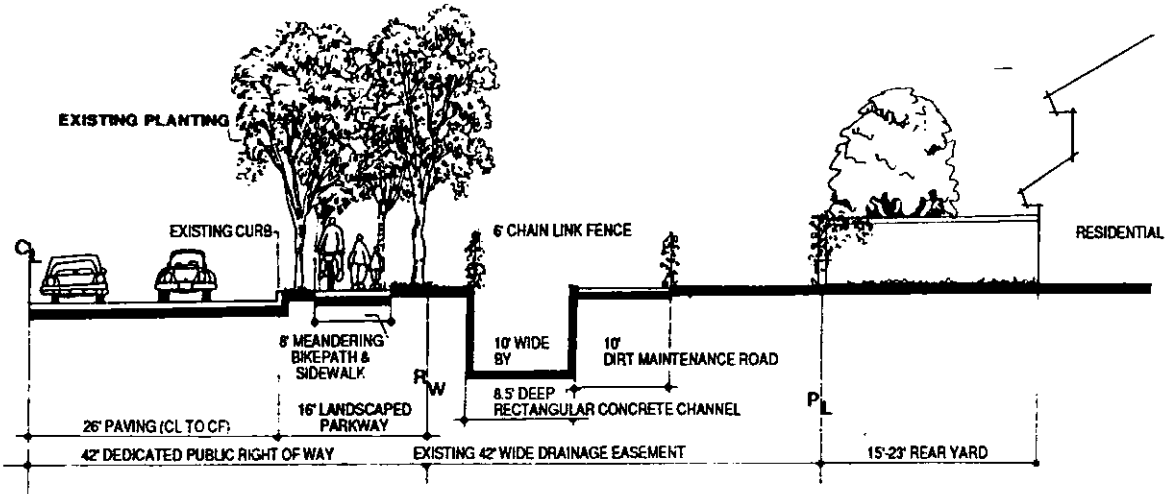 EXISTING PLANTING
EXISTING CURB
6' CHAIN LINK FENCE
RESIDENTIAL
CL
8' MEANDERING
BIKEPATH &
SIDEWALK
10' WIDE
BY
10'
DIRT MAINTENANCE ROAD
R/W
8.5' DEEP
RECTANGULAR CONCRETE CHANNEL
PL
16' LANDSCAPED
PARKWAY
26' PAVING (CL TO CF)
42' DEDICATED PUBLIC RIGHT OF WAY
EXISTING 42' WIDE DRAINAGE EASEMENT
15'-23' REAR YARD